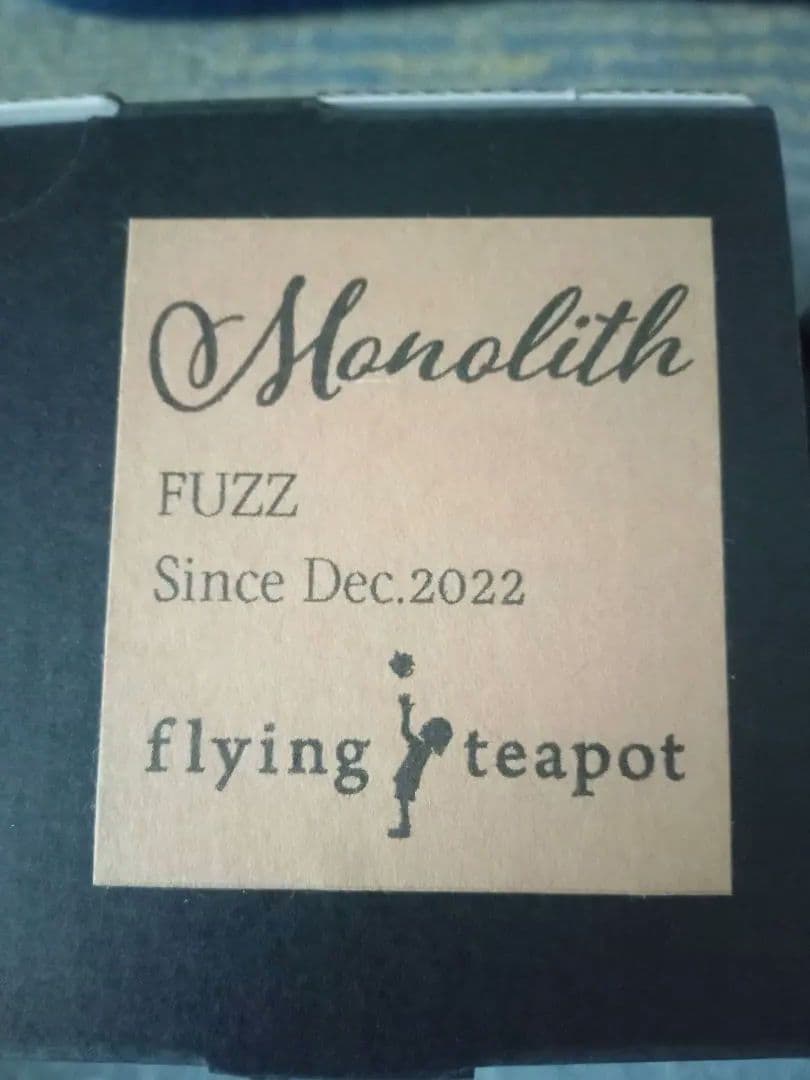 Monolith
FUZZ
Since Dec.2022
flying teapot